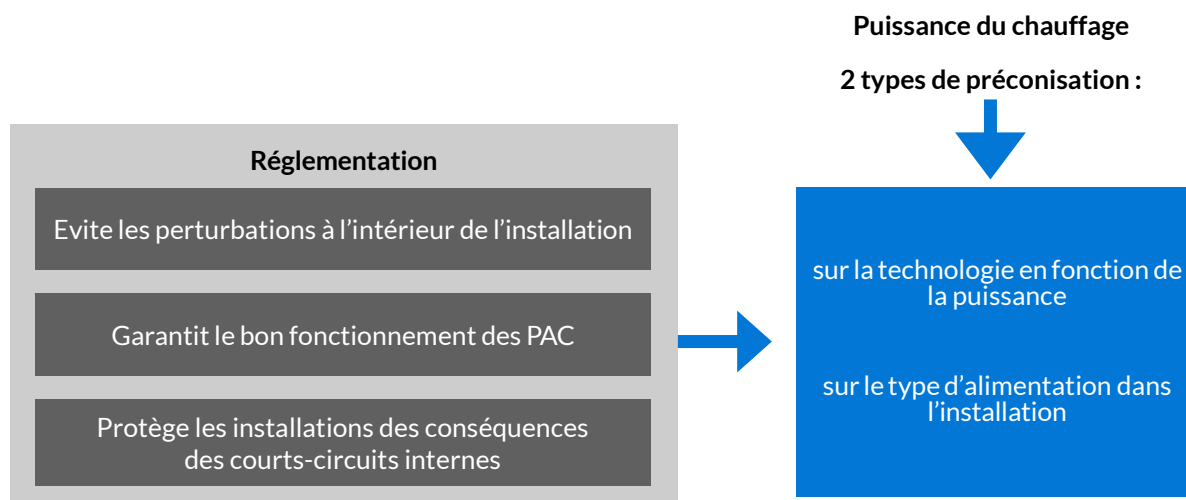 Puissance du chauffage
2 types de préconisation :
Réglementation
Evite les perturbations à l’intérieur de l’installation
Garantit le bon fonctionnement des PAC
Protège les installations des conséquences
des courts-circuits internes
sur la technologie en fonction de
la puissance
sur le type d’alimentation dans
l’installation